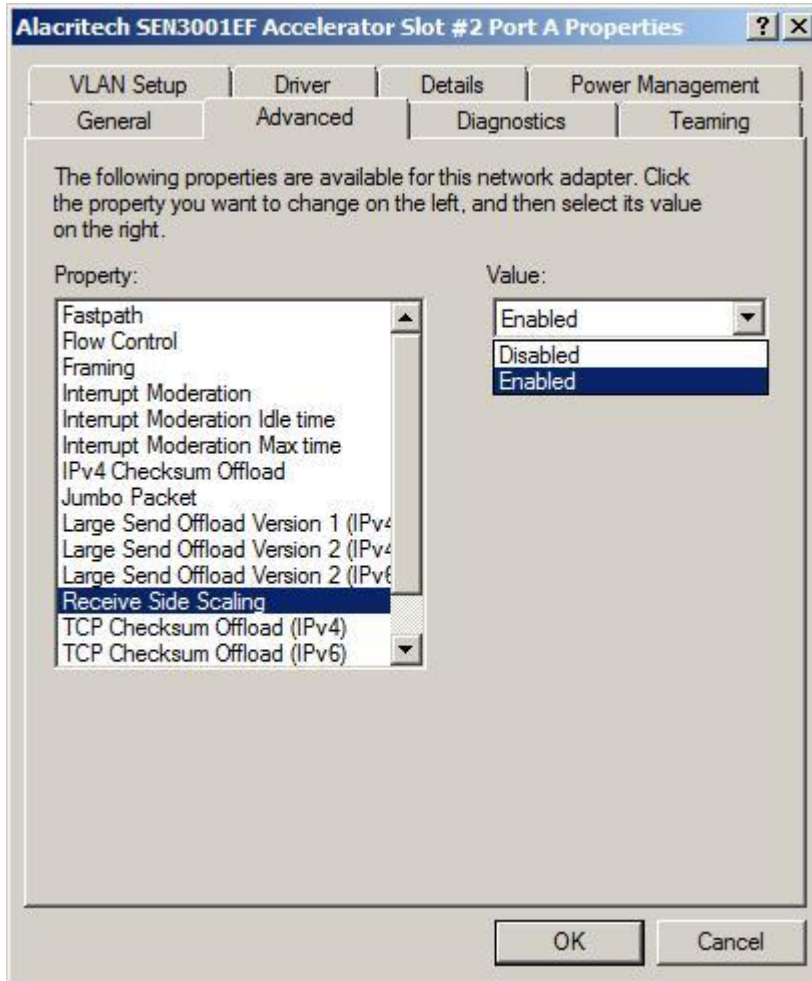 Alacritech SEN3001EF Accelerator Slot #2 Port A Properties
VLAN Setup
Driver
Details
Power Management
General
Advanced
Diagnostics
Teaming
The following properties are available for this network adapter. Click
the property you want to change on the left, and then select its value
on the right.
Property:
Value:
Fastpath
Flow Control
Framing
Interrupt Moderation
Interrupt Moderation Idle time
Interrupt Moderation Max time
IPv4 Checksum Offload
Jumbo Packet
Large Send Offload Version 1 (IPv4
Large Send Offload Version 2 (IPv4
Large Send Offload Version 2 (IPv6
Receive Side Scaling
TCP Checksum Offload (IPv4)
TCP Checksum Offload (IPv6)
Enabled
Disabled
Enabled
OK
Cancel